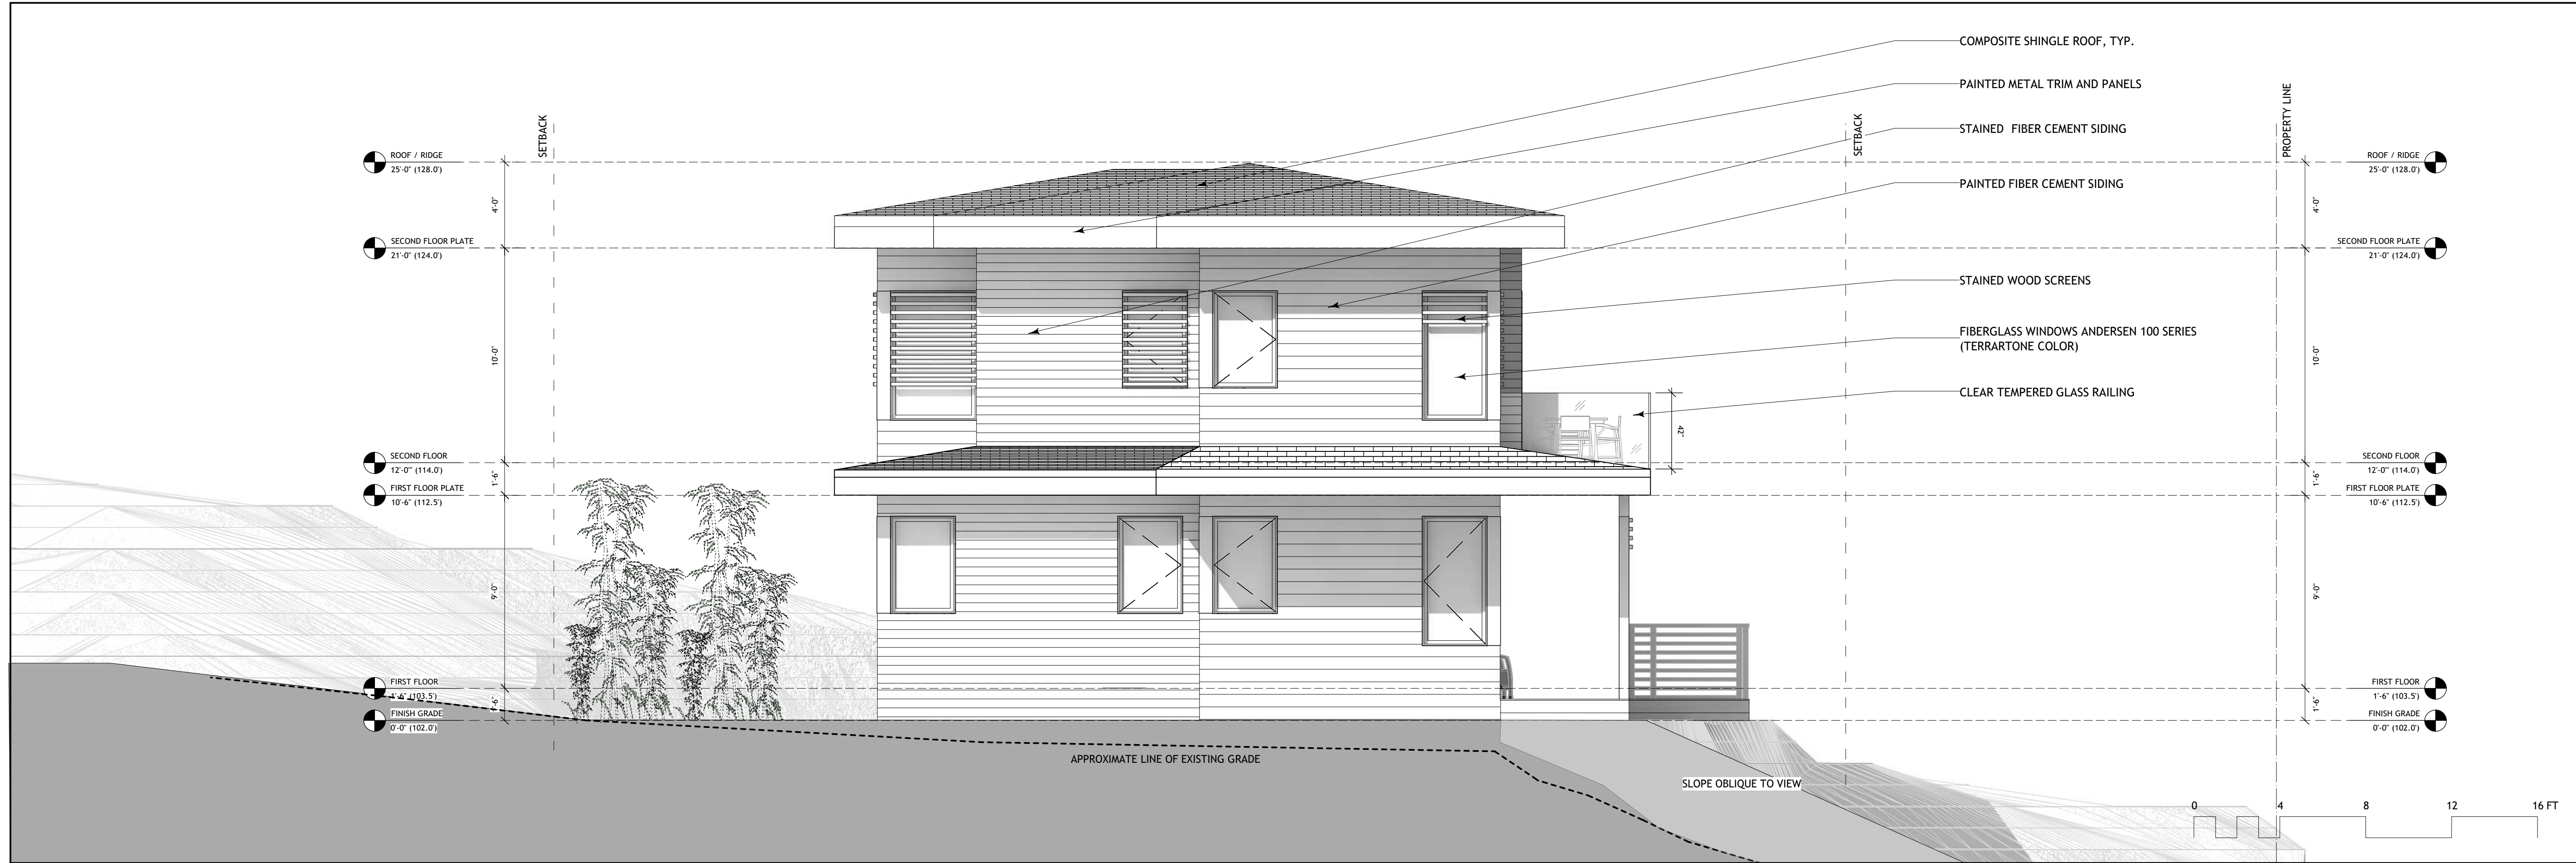 COMPOSITE SHINGLE ROOF, TYP.
PAINTED METAL TRIM AND PANELS
STAINED FIBER CEMENT SIDING
PAINTED FIBER CEMENT SIDING
STAINED WOOD SCREENS
FIBERGLASS WINDOWS ANDERSEN 100 SERIES
(TERRARTONE COLOR)
CLEAR TEMPERED GLASS RAILING
SETBACK
SETBACK
PROPERTY LINE
ROOF / RIDGE
25'-0" (128.0')
4'-0"
SECOND FLOOR PLATE
21'-0" (124.0')
10'-0"
SECOND FLOOR
12'-0" (114.0')
1'-6"
FIRST FLOOR PLATE
10'-6" (112.5')
9'-0"
FIRST FLOOR
1'-6" (103.5')
1'-6"
FINISH GRADE
0'-0" (102.0')
42"
ROOF / RIDGE
25'-0" (128.0')
4'-0"
SECOND FLOOR PLATE
21'-0" (124.0')
10'-0"
SECOND FLOOR
12'-0" (114.0')
1'-6"
FIRST FLOOR PLATE
10'-6" (112.5')
9'-0"
FIRST FLOOR
1'-6" (103.5')
1'-6"
FINISH GRADE
0'-0" (102.0')
APPROXIMATE LINE OF EXISTING GRADE
SLOPE OBLIQUE TO VIEW
0 4 8 12 16 FT